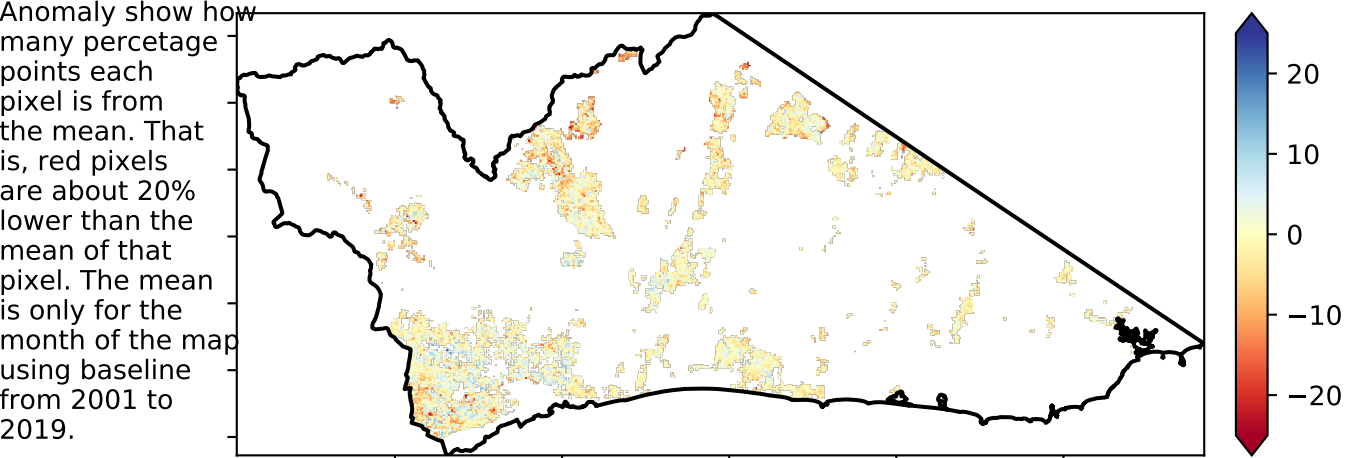 Anomaly show how
many percetage
points each
pixel is from
the mean. That
is, red pixels
are about 20%
lower than the
mean of that
pixel. The mean
is only for the
month of the map
using baseline
from 2001 to
2019.
20
10
0
−10
−20